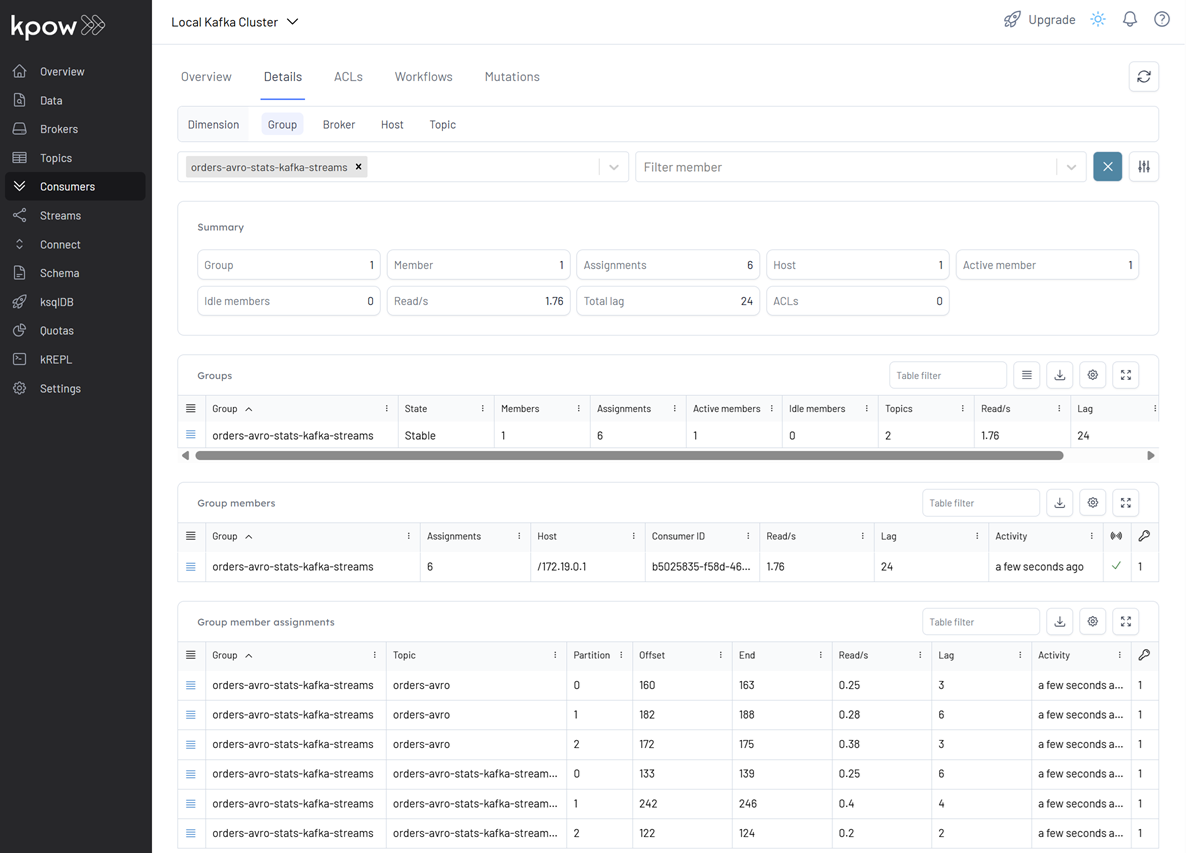 kpow
Local Kafka Cluster
Upgrade
Overview
Data
Brokers
Topics
Consumers
Streams
Connect
Schema
ksqlDB
Quotas
kREPL
Settings
Overview Details ACLs Workflows Mutations
Dimension Group Broker Host Topic
orders-avro-stats-kafka-streams × Filter member
Summary
Group 1 Member 1 Assignments 6 Host 1 Active member 1
Idle members 0 Read/s 1.76 Total lag 24 ACLs 0
Groups Table filter
Group State Members Assignments Active members Idle members Topics Read/s Lag
orders-avro-stats-kafka-streams Stable 1 6 1 0 2 1.76 24
Group members Table filter
Group Assignments Host Consumer ID Read/s Lag Activity
orders-avro-stats-kafka-streams 6 /172.19.0.1 b5025835-f58d-46... 1.76 24 a few seconds ago 1
Group member assignments Table filter
Group Topic Partition Offset End Read/s Lag Activity
orders-avro-stats-kafka-streams orders-avro 0 160 163 0.25 3 a few seconds a... 1
orders-avro-stats-kafka-streams orders-avro 1 182 188 0.28 6 a few seconds a... 1
orders-avro-stats-kafka-streams orders-avro 2 172 175 0.38 3 a few seconds a... 1
orders-avro-stats-kafka-streams orders-avro-stats-kafka-stream... 0 133 139 0.25 6 a few seconds a... 1
orders-avro-stats-kafka-streams orders-avro-stats-kafka-stream... 1 242 246 0.4 4 a few seconds a... 1
orders-avro-stats-kafka-streams orders-avro-stats-kafka-stream... 2 122 124 0.2 2 a few seconds a... 1